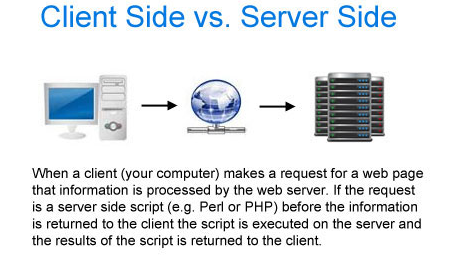 Client Side vs. Server Side
When a client (your computer) makes a request for a web page
that information is processed by the web server. If the request
is a server side script (e.g. Perl or PHP) before the information
is returned to the client the script is executed on the server and
the results of the script is returned to the client.